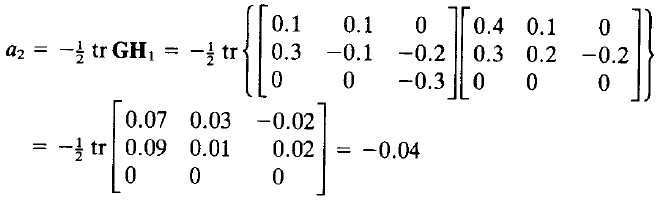 a₂ = −½ tr GH₁ = −½ tr { [ 0.1 0.1 0 ; 0.3 −0.1 −0.2 ; 0 0 −0.3 ] [ 0.4 0.1 0 ; 0.3 0.2 −0.2 ; 0 0 0 ] }
= −½ tr [ 0.07 0.03 −0.02 ; 0.09 0.01 0.02 ; 0 0 0 ] = −0.04